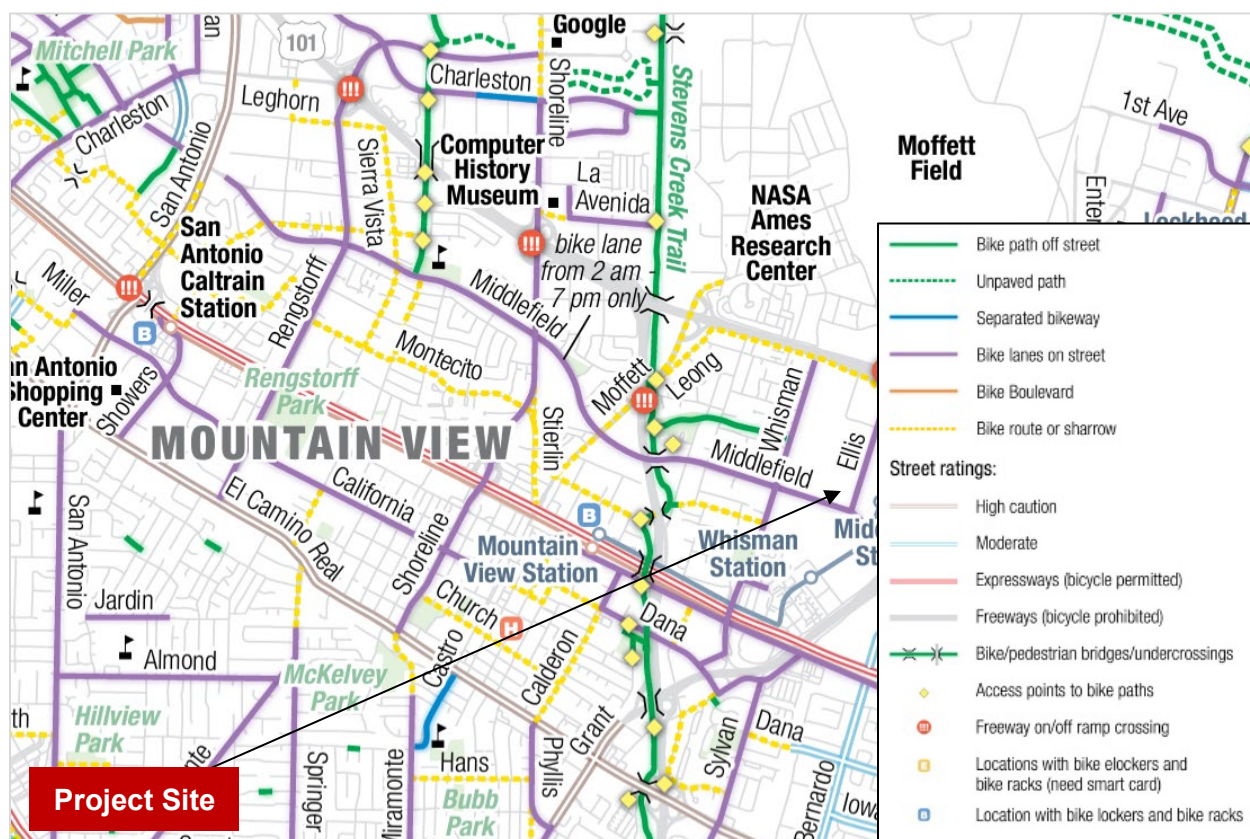 Google
Mitchell Park
101
Charleston
Leghorn
Shoreline
Stevens Creek Trail
1st Ave
Charleston
San Antonio
Sierra Vista
Computer
History
Museum
La
Avenida
Moffett
Field
NASA
Ames
Research
Center
San
Antonio
Caltrain
Station
bike lane
from 2 am -
7 pm only
Miller
Rengstorff
Middlefield
Montecito
Moffett
Leong
Whisman
Rengstorff
Park
Showers
Shopping
Center
B
MOUNTAIN VIEW
Stierlin
Middlefield
Ellis
California
El Camino Real
San Antonio
Shoreline
B
Mountain
View Station
Whisman
Station
Jardin
Church
H
Castro
Calderon
Dana
Almond
McKelvey
Park
Hillview
Park
Grant
Sylvan
Dana
Hans
Phyllis
Springer
Miramonte
Bubb
Park
Bernardo
Project Site
Bike path off street
Unpaved path
Separated bikeway
Bike lanes on street
Bike Boulevard
Bike route or sharrow
Street ratings:
High caution
Moderate
Expressways (bicycle permitted)
Freeways (bicycle prohibited)
Bike/pedestrian bridges/undercrossings
Access points to bike paths
Freeway on/off ramp crossing
Locations with bike elockers and
bike racks (need smart card)
B
Location with bike lockers and bike racks